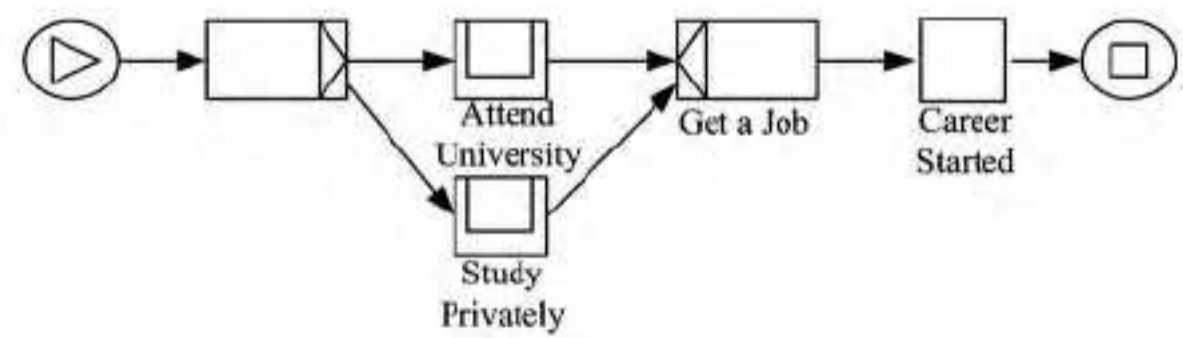 Attend
University
Get a Job
Career
Started
Study
Privately